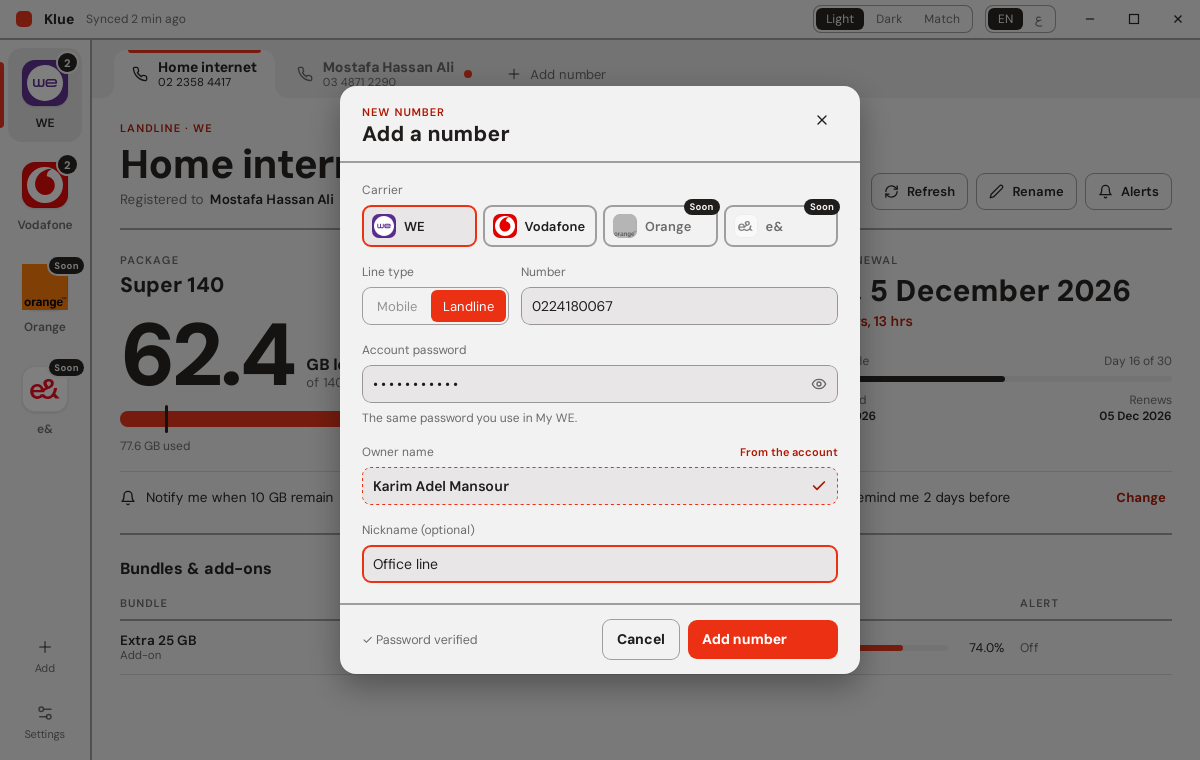 Klue Synced 2 min ago Light Dark Match EN ع
2
WE
2
Vodafone
Soon
orange
Orange
Soon
e&
e&
Add
Settings
Home internet
02 2358 4417
Mostafa Hassan Ali
03 4871 2290
Add number
LANDLINE · WE
Home inter
Registered to Mostafa Hassan Ali
Refresh Rename Alerts
PACKAGE
Super 140
62.4 GB
of 140
77.6 GB used
Notify me when 10 GB remain
5 December 2026
13 hrs
Day 16 of 30
Renews
05 Dec 2026
remind me 2 days before Change
Bundles & add-ons
BUNDLE ALERT
Extra 25 GB
Add-on
74.0% Off
NEW NUMBER
Add a number
Carrier
WE
Vodafone
Orange Soon
e& Soon
Line type Number
Mobile Landline 0224180067
Account password
•••••••••••
The same password you use in My WE.
Owner name From the account
Karim Adel Mansour
Nickname (optional)
Office line
✓ Password verified Cancel Add number